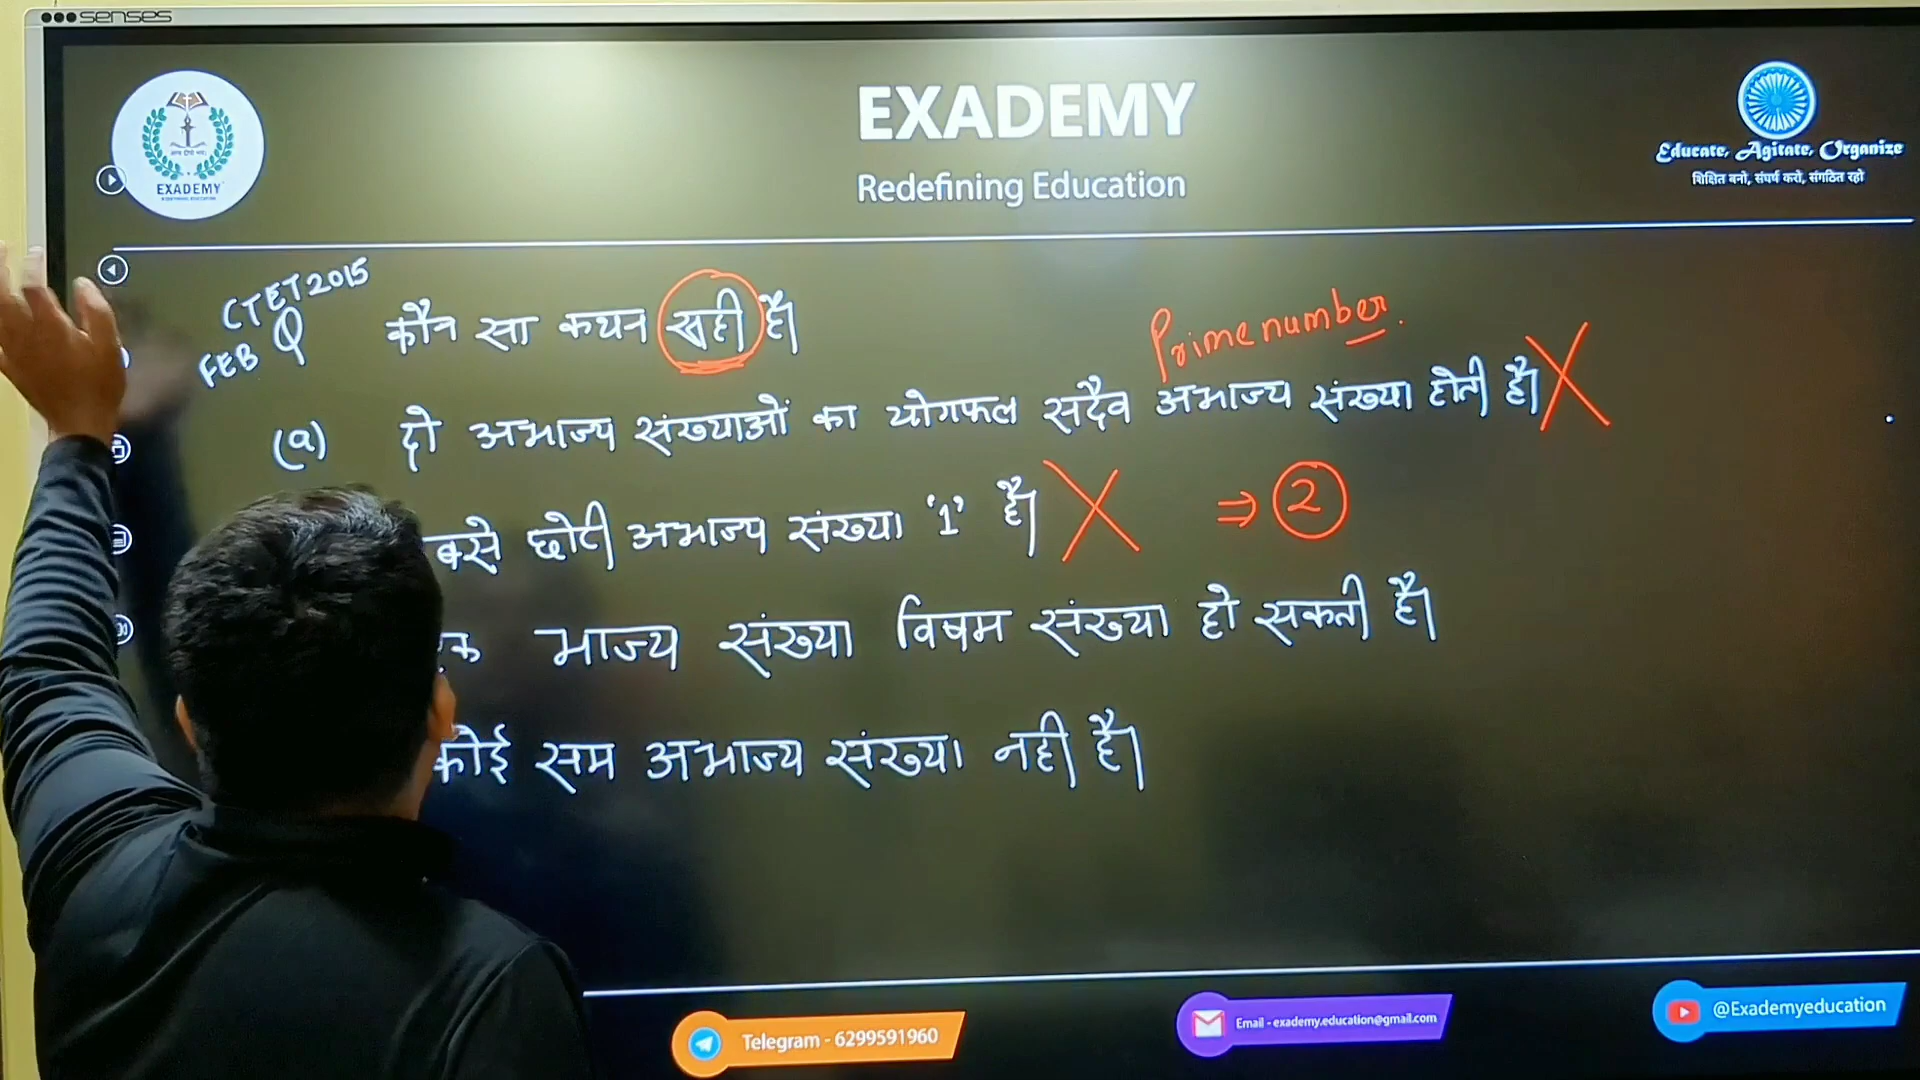 senses
EXADEMY
Redefining Education
EXADEMY
Educate, Agitate, Organize
शिक्षित बनो, संघर्ष करो, संगठित रहो
CTET 2015
FEB
Q कौन सा कथन सही है।
Prime number.
(a) दो अभाज्य संख्याओं का योगफल सदैव अभाज्य संख्या होती है।
छोटी अभाज्य संख्या '1' है। ⇒ 2
भाज्य संख्या विषम संख्या हो सकती है।
कोई सम अभाज्य संख्या नही है।
Telegram - 6299591960
Email - exademy.education@gmail.com
@Exademyeducation